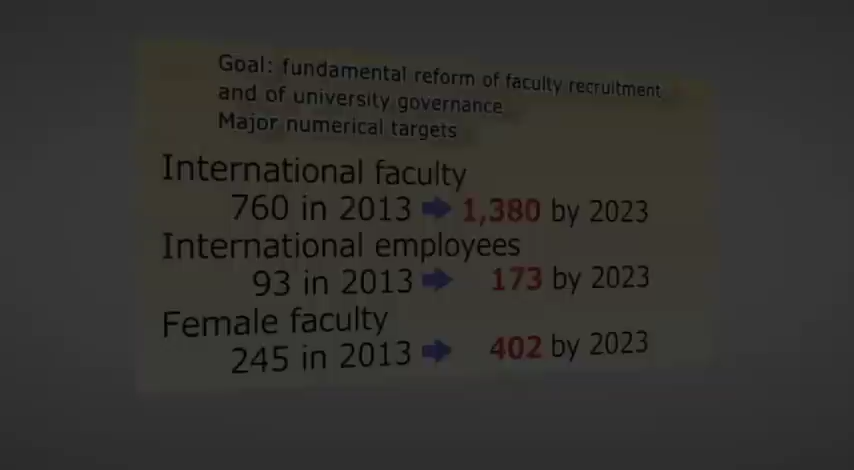 Goal: fundamental reform of faculty recruitment
and of university governance
Major numerical targets
International faculty
760 in 2013 ➡ 1,380 by 2023
International employees
93 in 2013 ➡ 173 by 2023
Female faculty
245 in 2013 ➡ 402 by 2023